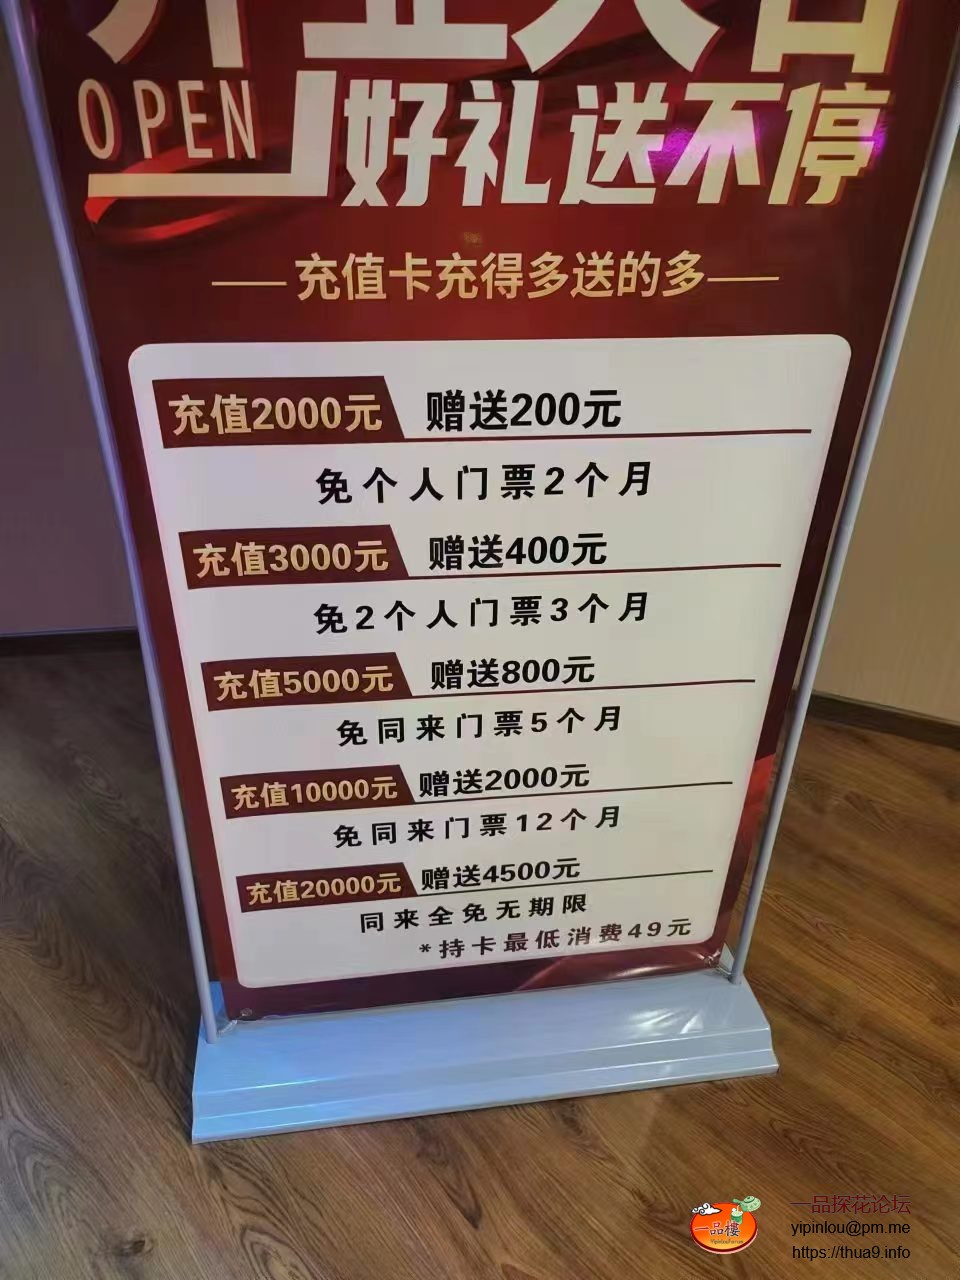 开业大吉
OPEN
好礼送不停
充值卡充得多送的多
充值2000元 赠送200元
免个人门票2个月
充值3000元 赠送400元
免2个人门票3个月
充值5000元 赠送800元
免同来门票5个月
充值10000元 赠送2000元
免同来门票12个月
充值20000元 赠送4500元
同来全免无期限
*持卡最低消费49元
一品楼
一品探花论坛
yipinlou@pm.me
https://thua9.info